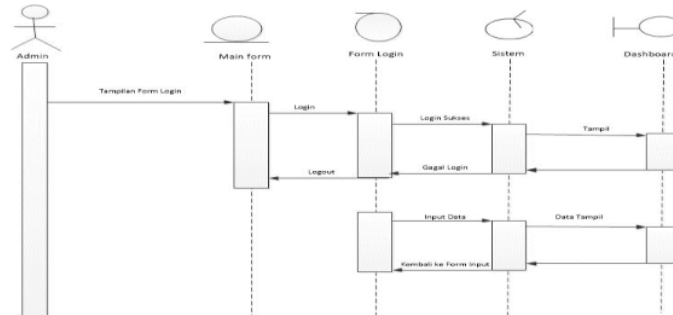 Admin
Main form
Form Login
Sistem
Dashboard
Tampilan Form Login
Login
Login Sukses
Tampil
Logout
Gagal Login
Input Data
Data Tampil
Kembali ke Form Input